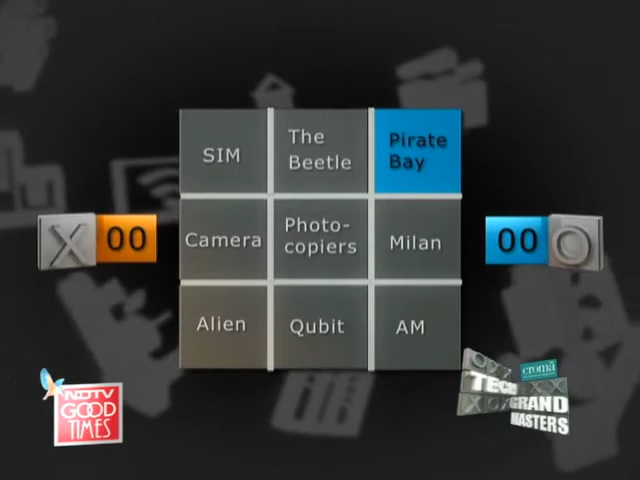 SIM
The
Beetle
Pirate
Bay
X
00
Camera
Photo-
copiers
Milan
00
O
Alien
Qubit
AM
NDTV
GOOD
TIMES
croma
TECH
GRAND
MASTERS